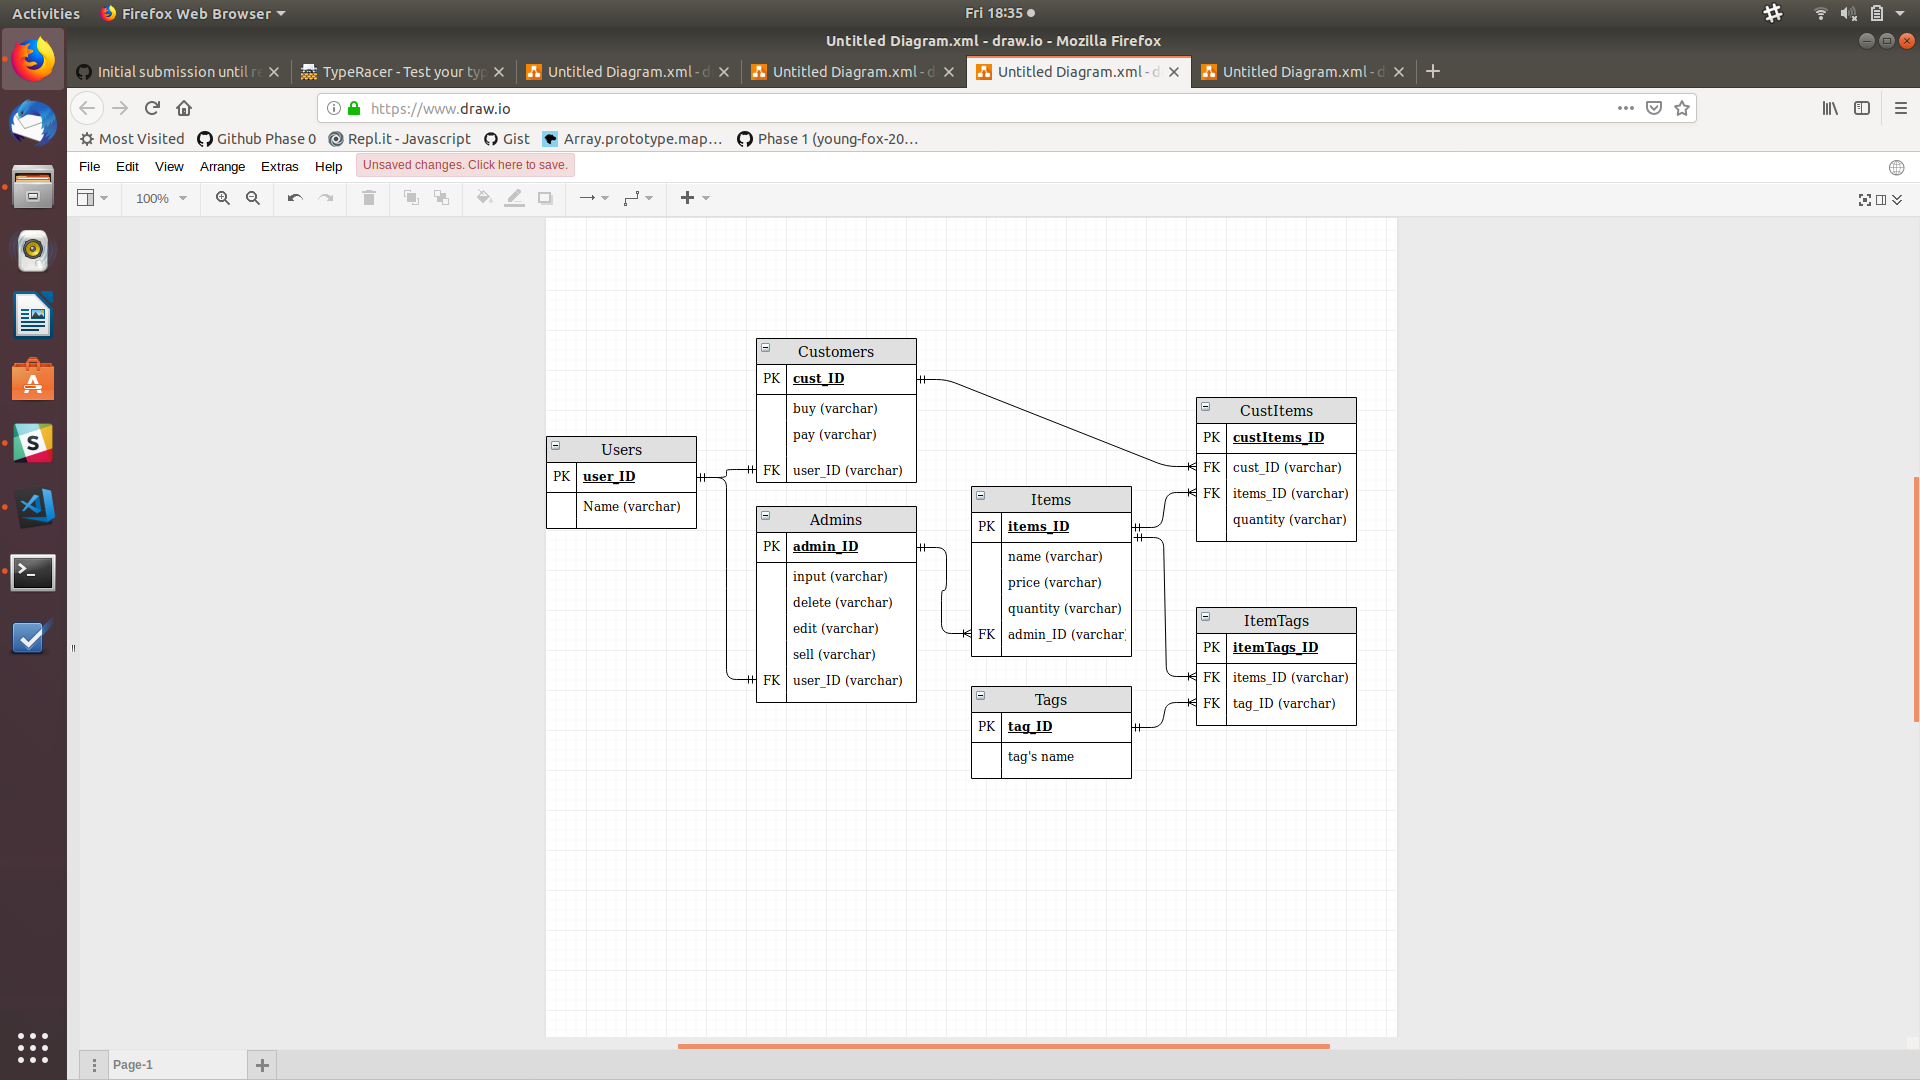 Activities
Firefox Web Browser
Fri 18:35
Untitled Diagram.xml - draw.io - Mozilla Firefox
Initial submission until re
TypeRacer - Test your typ
Untitled Diagram.xml - d
Untitled Diagram.xml - d
Untitled Diagram.xml - d
Untitled Diagram.xml - d
https://www.draw.io
Most Visited
Github Phase 0
Repl.it - Javascript
Gist
Array.prototype.map...
Phase 1 (young-fox-20...
File Edit View Arrange Extras Help
Unsaved changes. Click here to save.
100%
Users
PK user_ID
Name (varchar)
Customers
PK cust_ID
buy (varchar)
pay (varchar)
FK user_ID (varchar)
Admins
PK admin_ID
input (varchar)
delete (varchar)
edit (varchar)
sell (varchar)
FK user_ID (varchar)
Items
PK items_ID
name (varchar)
price (varchar)
quantity (varchar)
FK admin_ID (varchar)
Tags
PK tag_ID
tag's name
CustItems
PK custItems_ID
FK cust_ID (varchar)
FK items_ID (varchar)
quantity (varchar)
ItemTags
PK itemTags_ID
FK items_ID (varchar)
FK tag_ID (varchar)
Page-1